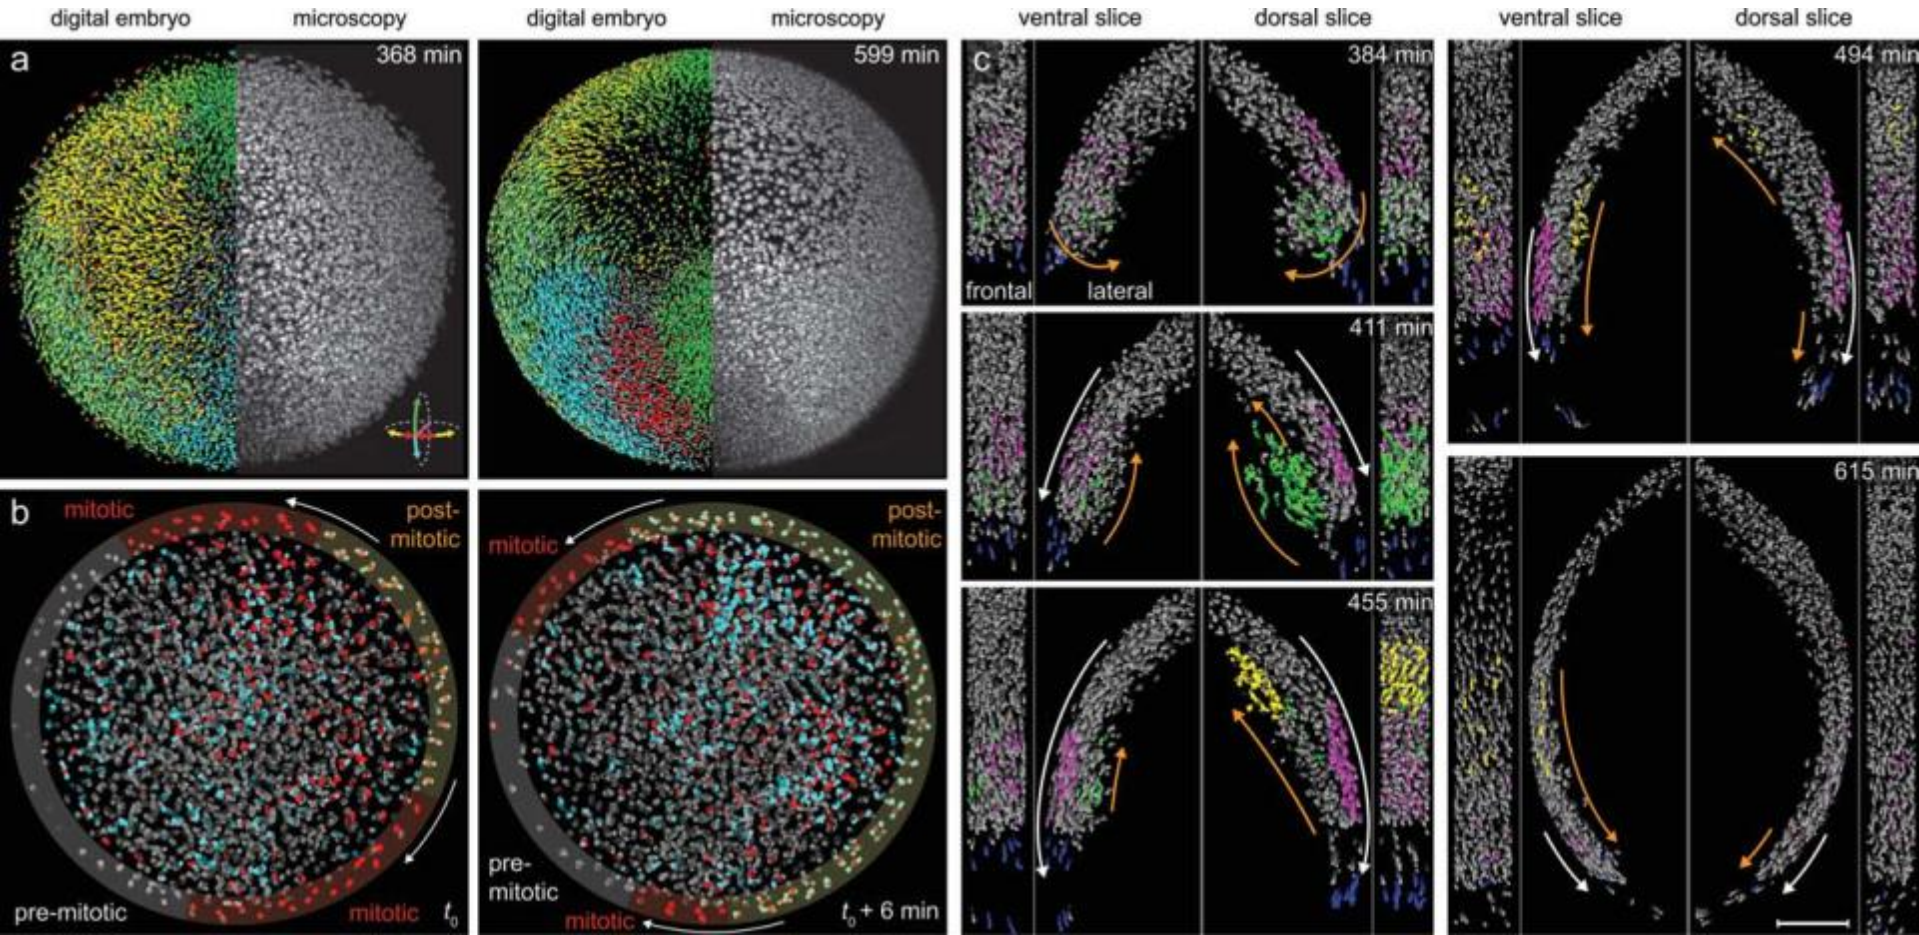 digital embryo microscopy digital embryo microscopy ventral slice dorsal slice ventral slice dorsal slice
a 368 min 599 min c 384 min 494 min
frontal lateral
411 min
615 min
b mitotic post-
mitotic
mitotic post-
mitotic
455 min
pre-mitotic mitotic t0
pre-
mitotic
mitotic t0 + 6 min